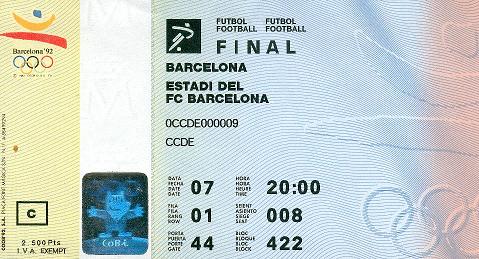 Barcelona'92
C
2.500 Pts
I.V.A. EXEMPT
COBI
FUTBOL FUTBOL
FOOTBALL FOOTBALL
FINAL
BARCELONA
ESTADI DEL
FC BARCELONA
0CCDE000009
CCDE
DATA
FECHA
DATE
DATE
07
HORA
HORA
HEURE
TIME
20:00
FILA
FILA
RANG
ROW
01
SEIENT
ASIENTO
SIEGE
SEAT
008
PORTA
PUERTA
PORTE
GATE
44
BLOC
BLOQUE
BLOC
BLOCK
422